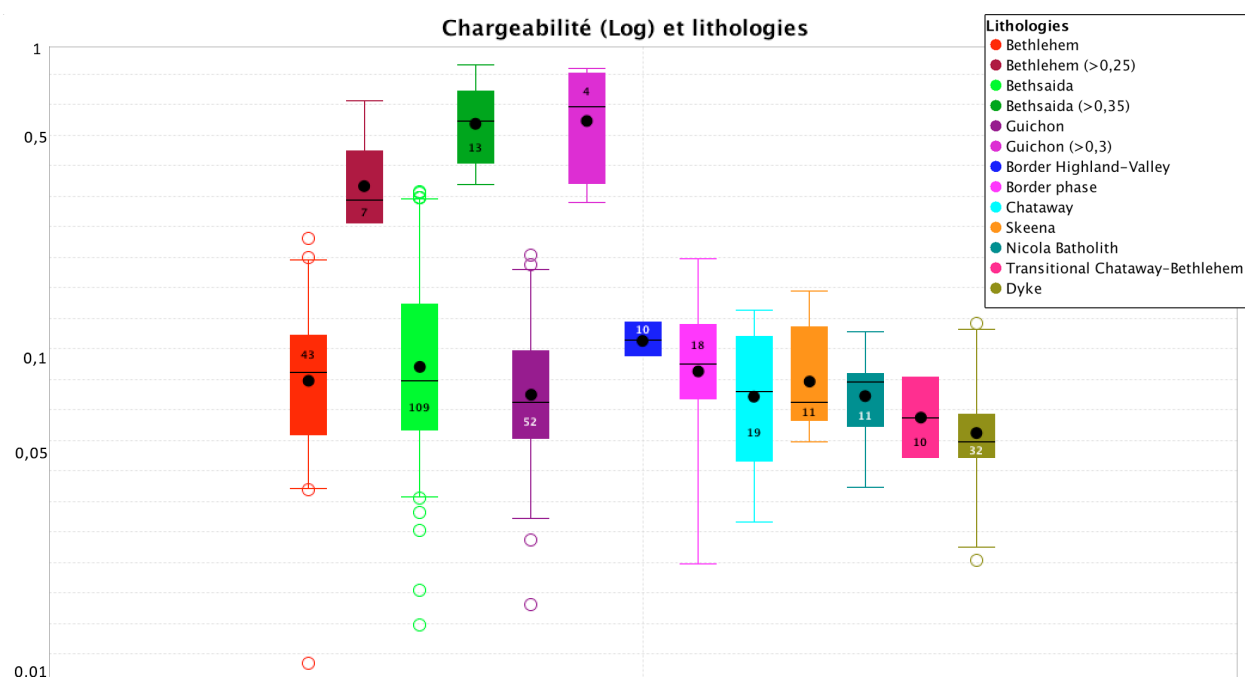 Chargeabilité (Log) et lithologies
1
0,5
0,1
0,05
0.01
43
7
109
13
52
4
10
18
19
11
11
10
32
Lithologies
Bethlehem
Bethlehem (>0,25)
Bethsaida
Bethsaida (>0,35)
Guichon
Guichon (>0,3)
Border Highland-Valley
Border phase
Chataway
Skeena
Nicola Batholith
Transitional Chataway-Bethlehem
Dyke